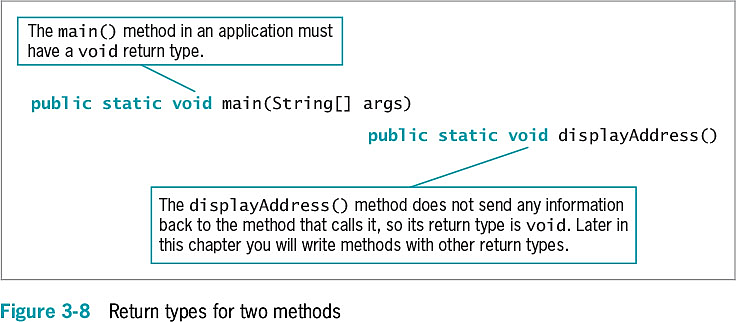 The main() method in an application must
have a void return type.
public static void main(String[] args)
public static void displayAddress()
The displayAddress() method does not send any information
back to the method that calls it, so its return type is void. Later in
this chapter you will write methods with other return types.
Figure 3-8 Return types for two methods